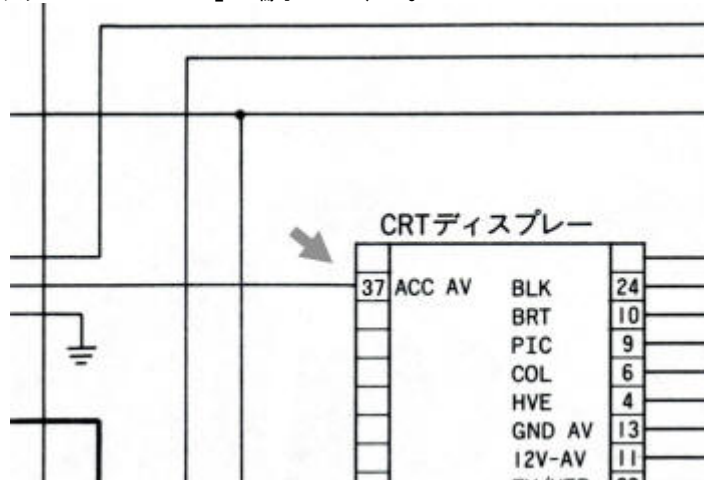 CRTディスプレー
37 ACC AV BLK 24
BRT 10
PIC 9
COL 6
HVE 4
GND AV 13
12V-AV 11